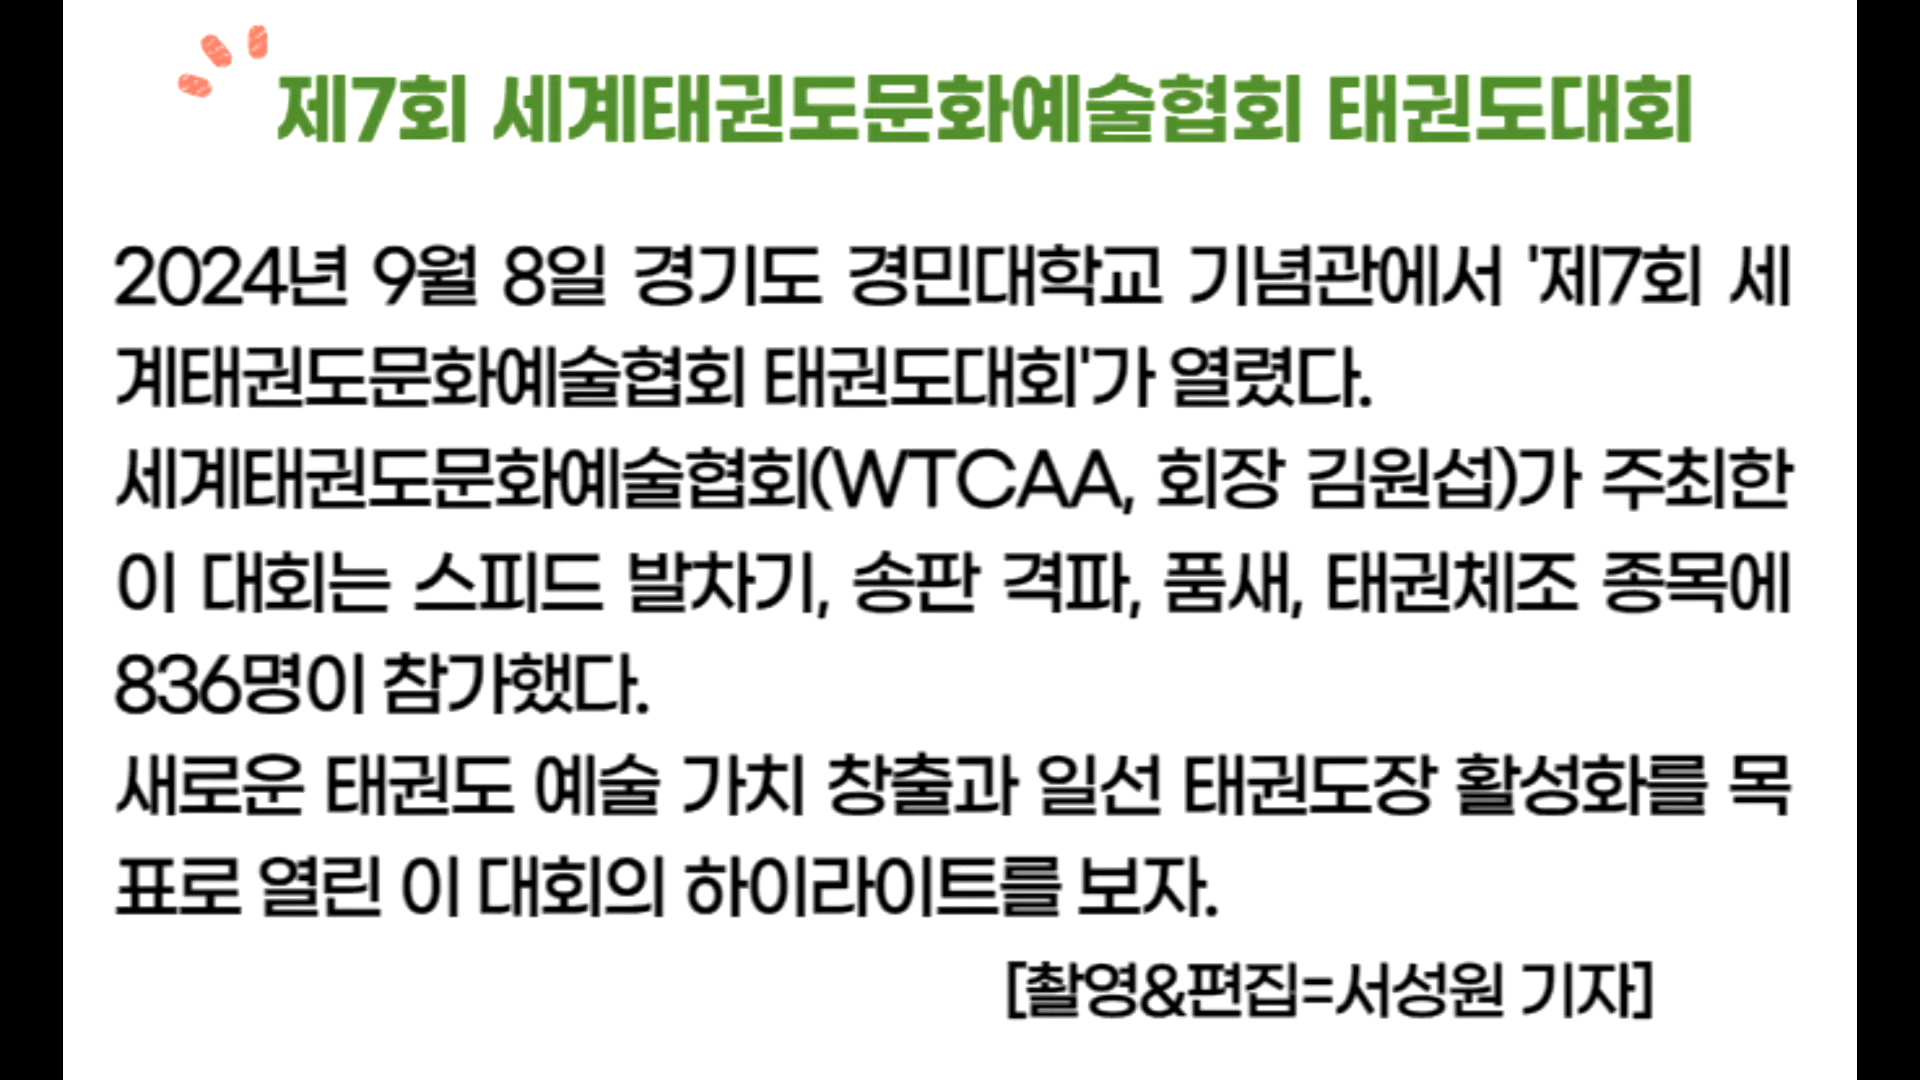 제7회 세계태권도문화예술협회 태권도대회
2024년 9월 8일 경기도 경민대학교 기념관에서 '제7회 세
계태권도문화예술협회 태권도대회'가 열렸다.
세계태권도문화예술협회(WTCAA, 회장 김원섭)가 주최한
이 대회는 스피드 발차기, 송판 격파, 품새, 태권체조 종목에
836명이 참가했다.
새로운 태권도 예술 가치 창출과 일선 태권도장 활성화를 목
표로 열린 이 대회의 하이라이트를 보자.
[촬영&편집=서성원 기자]